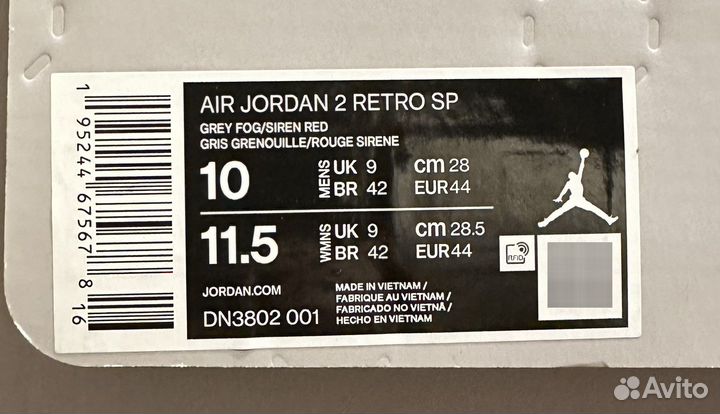 AIR JORDAN 2 RETRO SP
GREY FOG/SIREN RED
GRIS GRENOUILLE/ROUGE SIRENE
10 MENS UK 9 cm 28
BR 42 EUR 44
11.5 WMNS UK 9 cm 28.5
BR 42 EUR 44
RFID
JORDAN.COM
DN3802 001
MADE IN VIETNAM /
FABRIQUE AU VIETNAM /
FABRICADO NO VIETNÃ /
HECHO EN VIETNAM
1 95244 67567 8 16
Avito